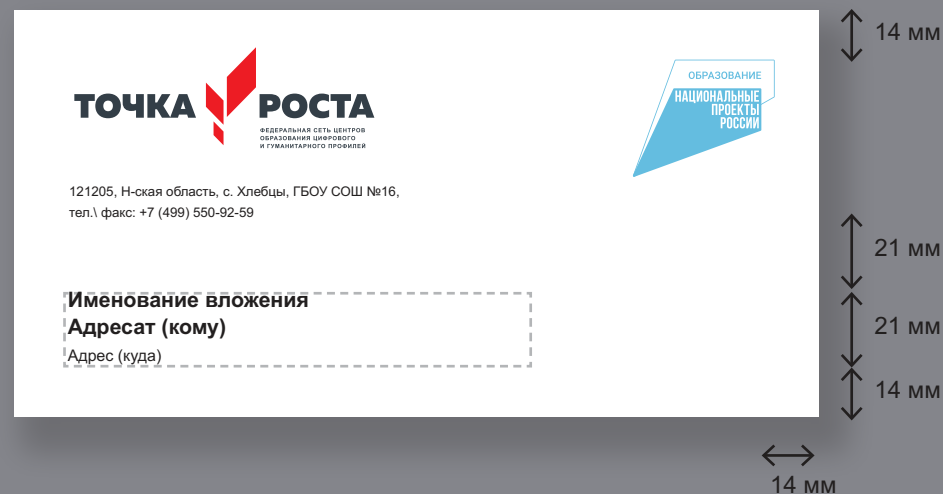 ТОЧКА РОСТА
ФЕДЕРАЛЬНАЯ СЕТЬ ЦЕНТРОВ
ОБРАЗОВАНИЯ ЦИФРОВОГО
И ГУМАНИТАРНОГО ПРОФИЛЕЙ
ОБРАЗОВАНИЕ
НАЦИОНАЛЬНЫЕ
ПРОЕКТЫ
РОССИИ
121205, Н-ская область, с. Хлебцы, ГБОУ СОШ №16,
тел.\ факс: +7 (499) 550-92-59
Именование вложения
Адресат (кому)
Адрес (куда)
14 мм
21 мм
21 мм
14 мм
14 мм